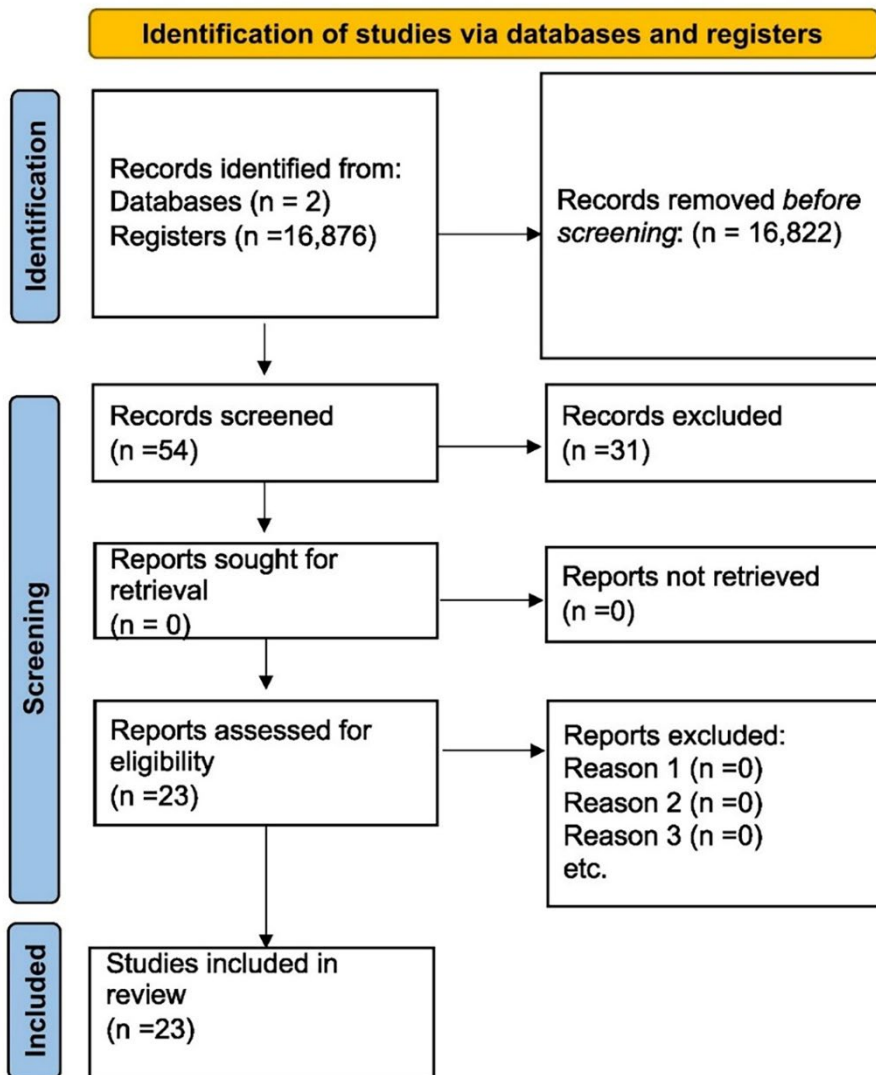 Identification of studies via databases and registers
Identification
Records identified from:
Databases (n = 2)
Registers (n =16,876)
Records removed before
screening: (n = 16,822)
Screening
Records screened
(n =54)
Records excluded
(n =31)
Reports sought for
retrieval
(n = 0)
Reports not retrieved
(n =0)
Reports assessed for
eligibility
(n =23)
Reports excluded:
Reason 1 (n =0)
Reason 2 (n =0)
Reason 3 (n =0)
etc.
Included
Studies included in
review
(n =23)